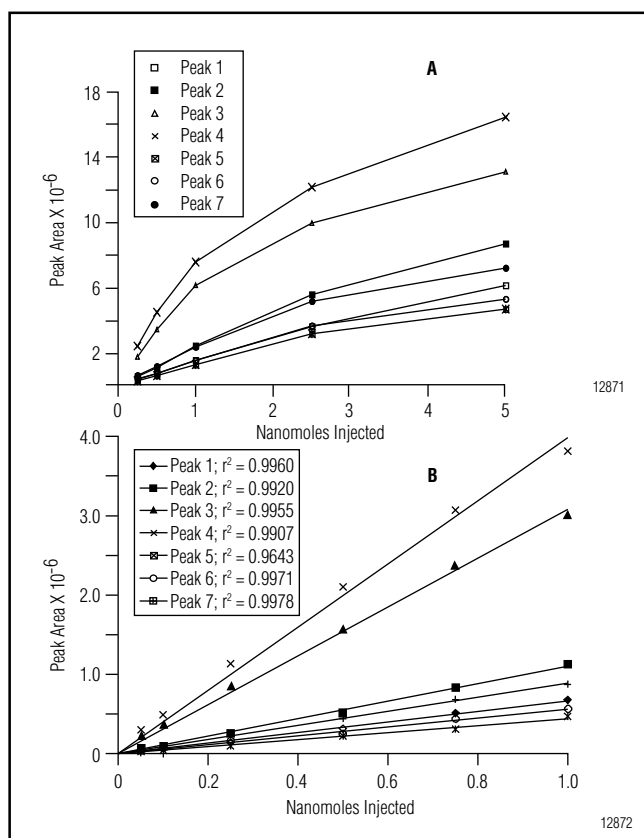 A
Peak 1
Peak 2
Peak 3
Peak 4
Peak 5
Peak 6
Peak 7
18
14
10
6
2
Peak Area X 10⁻⁶
0 1 2 3 4 5
Nanomoles Injected
12871
B
Peak 1; r² = 0.9960
Peak 2; r² = 0.9920
Peak 3; r² = 0.9955
Peak 4; r² = 0.9907
Peak 5; r² = 0.9643
Peak 6; r² = 0.9971
Peak 7; r² = 0.9978
4.0
3.0
2.0
1.0
0
Peak Area X 10⁻⁶
0 0.2 0.4 0.6 0.8 1.0
Nanomoles Injected
12872